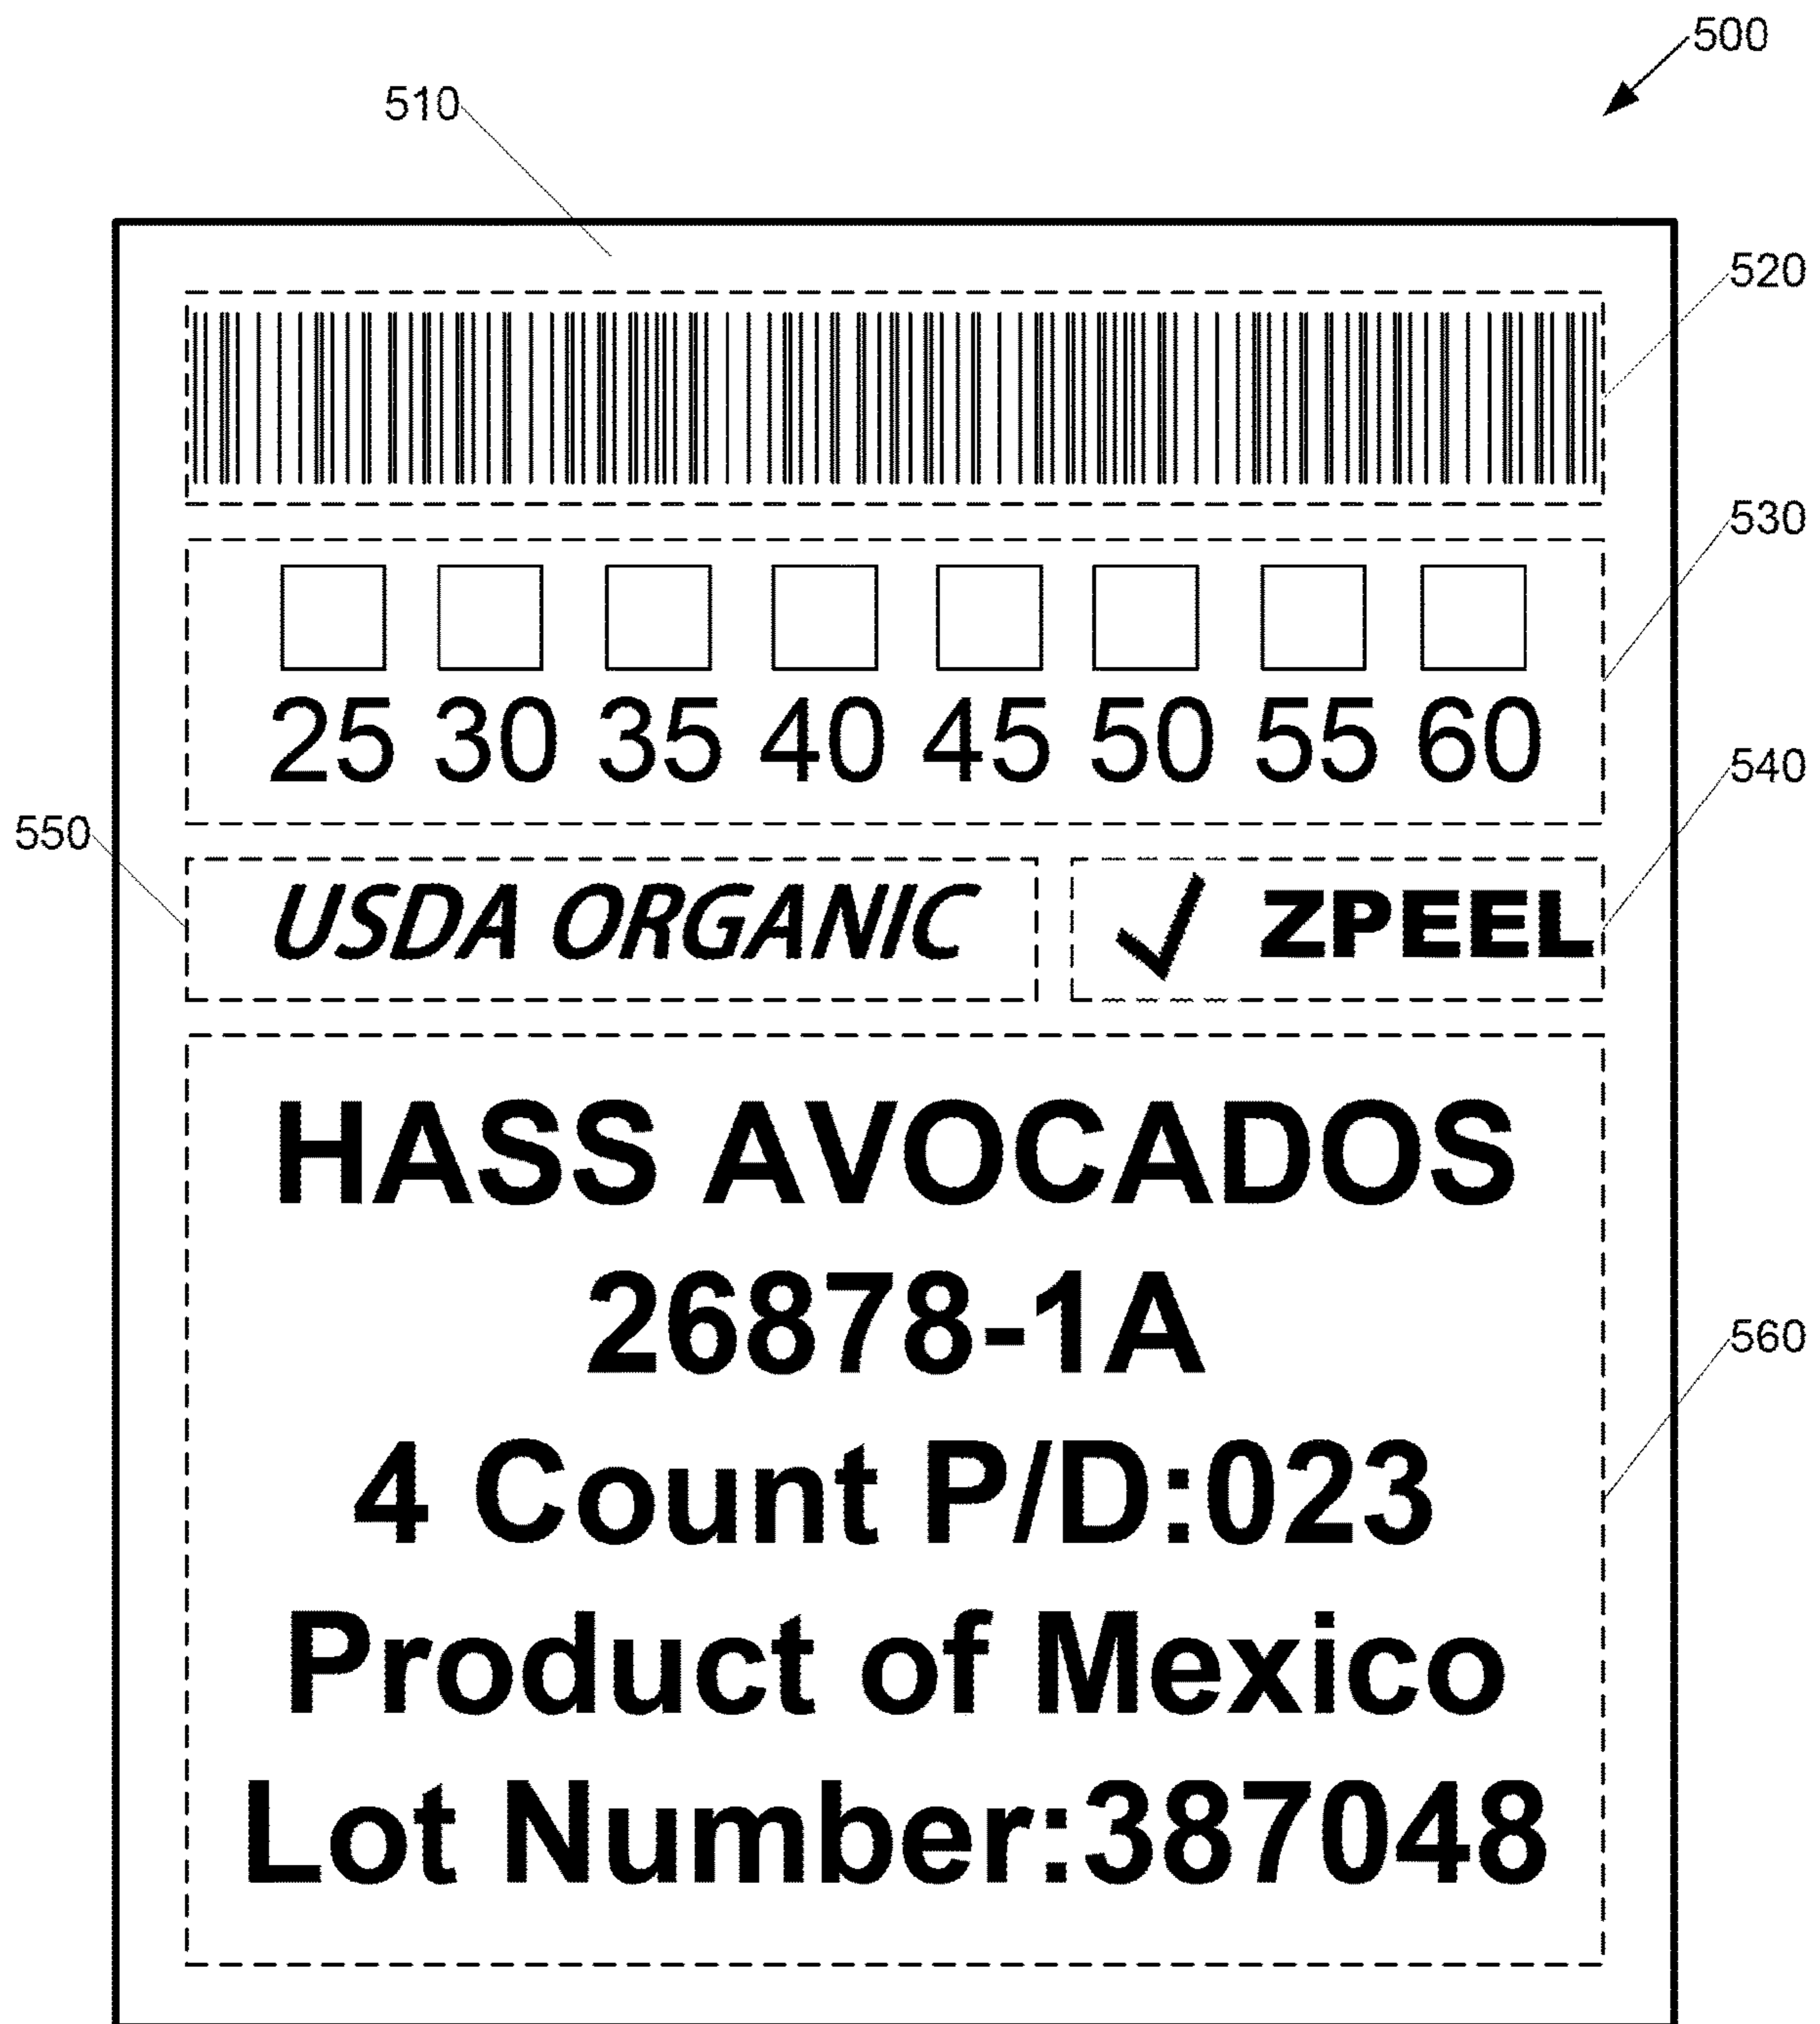 500
510
520
530
25 30 35 40 45 50 55 60
540
550
USDA ORGANIC ✓ ZPEEL
HASS AVOCADOS
26878-1A
560
4 Count P/D:023
Product of Mexico
Lot Number:387048